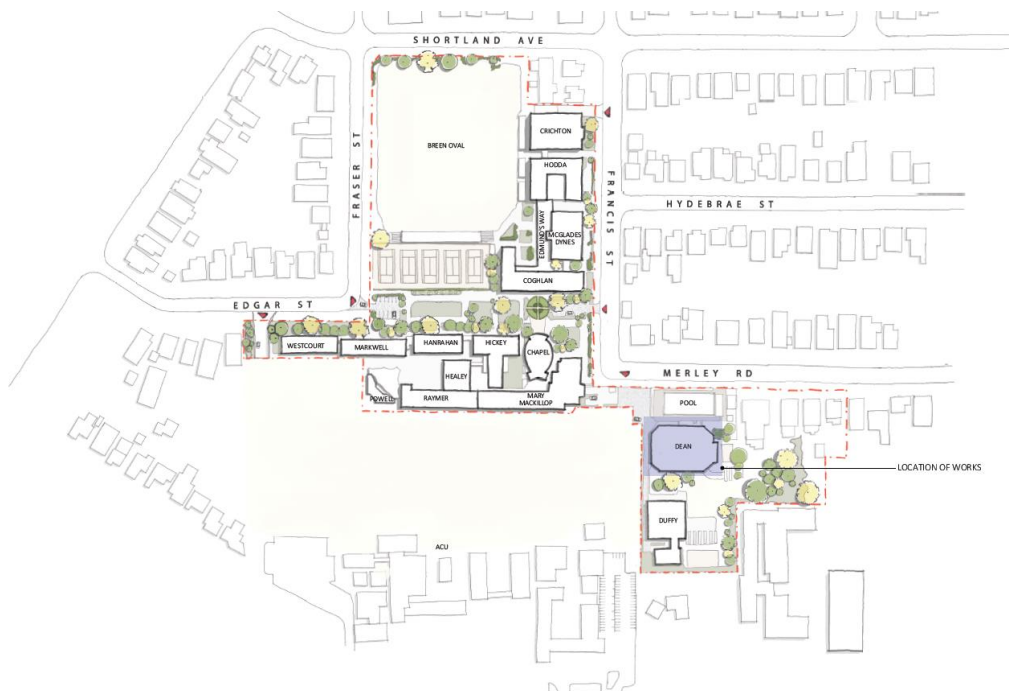 SHORTLAND AVE
CRICHTON
BREEN OVAL
HODDA
FRASER ST
FRANCIS ST
HYDEBRAE ST
EDMUND'S WAY
MCGLADES
DYNES
COGHLAN
EDGAR ST
WESTCOURT
MARKWELL
HANRAHAN
HICKEY
CHAPEL
HEALEY
MERLEY RD
POWELL
RAYMER
MARY
MACKILLOP
POOL
DEAN
LOCATION OF WORKS
DUFFY
ACU